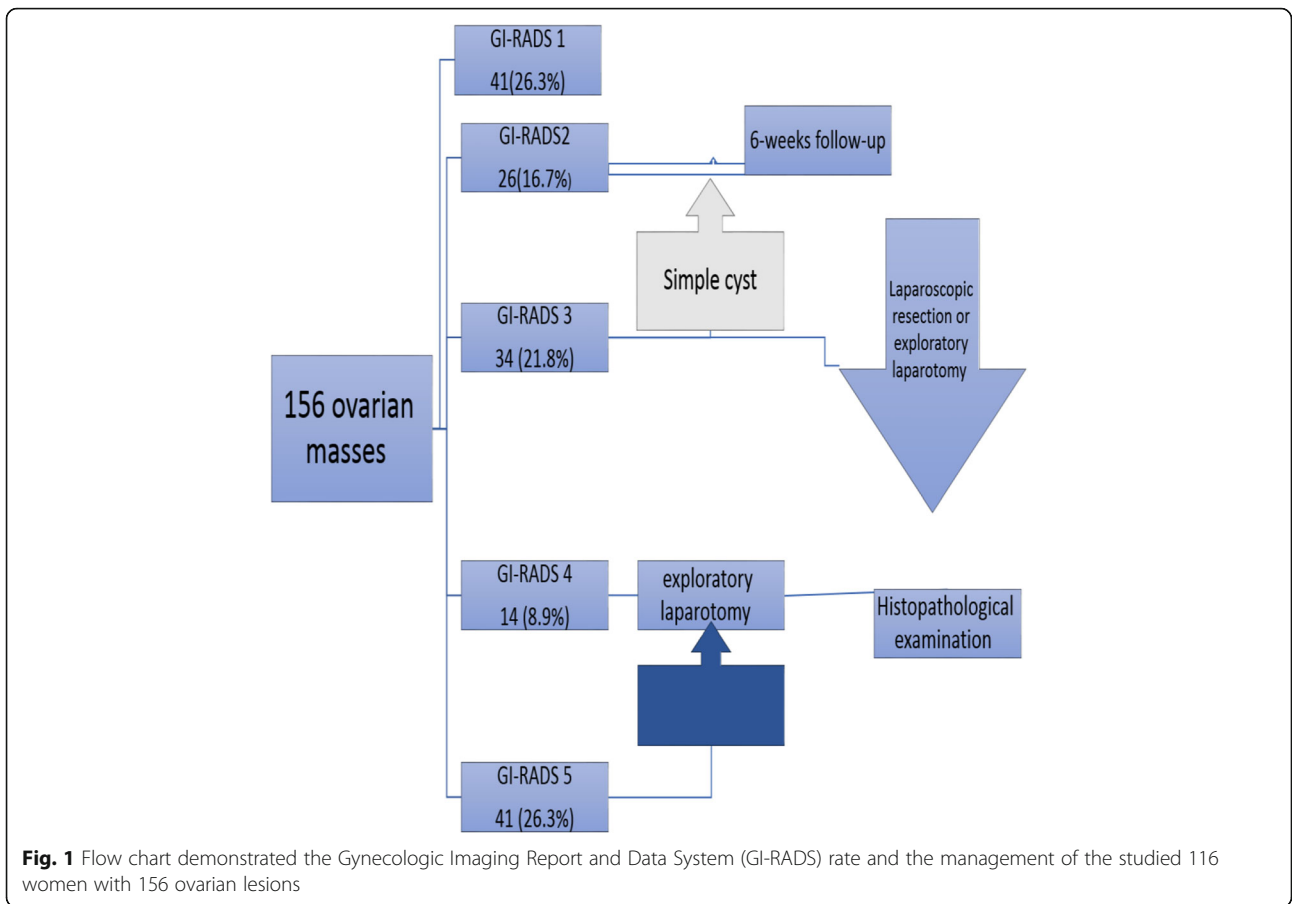 GI-RADS 1
41(26.3%)
GI-RADS2
26(16.7%)
6-weeks follow-up
Simple cyst
GI-RADS 3
34 (21.8%)
Laparoscopic
resection or
exploratory
laparotomy
156 ovarian
masses
GI-RADS 4
14 (8.9%)
exploratory
laparotomy
Histopathological
examination
GI-RADS 5
41 (26.3%)
Fig. 1 Flow chart demonstrated the Gynecologic Imaging Report and Data System (GI-RADS) rate and the management of the studied 116
women with 156 ovarian lesions